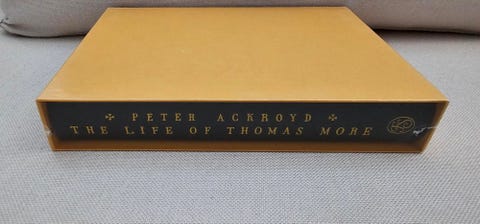 ✣ PETER ACKROYD ✣
THE LIFE OF THOMAS MORE